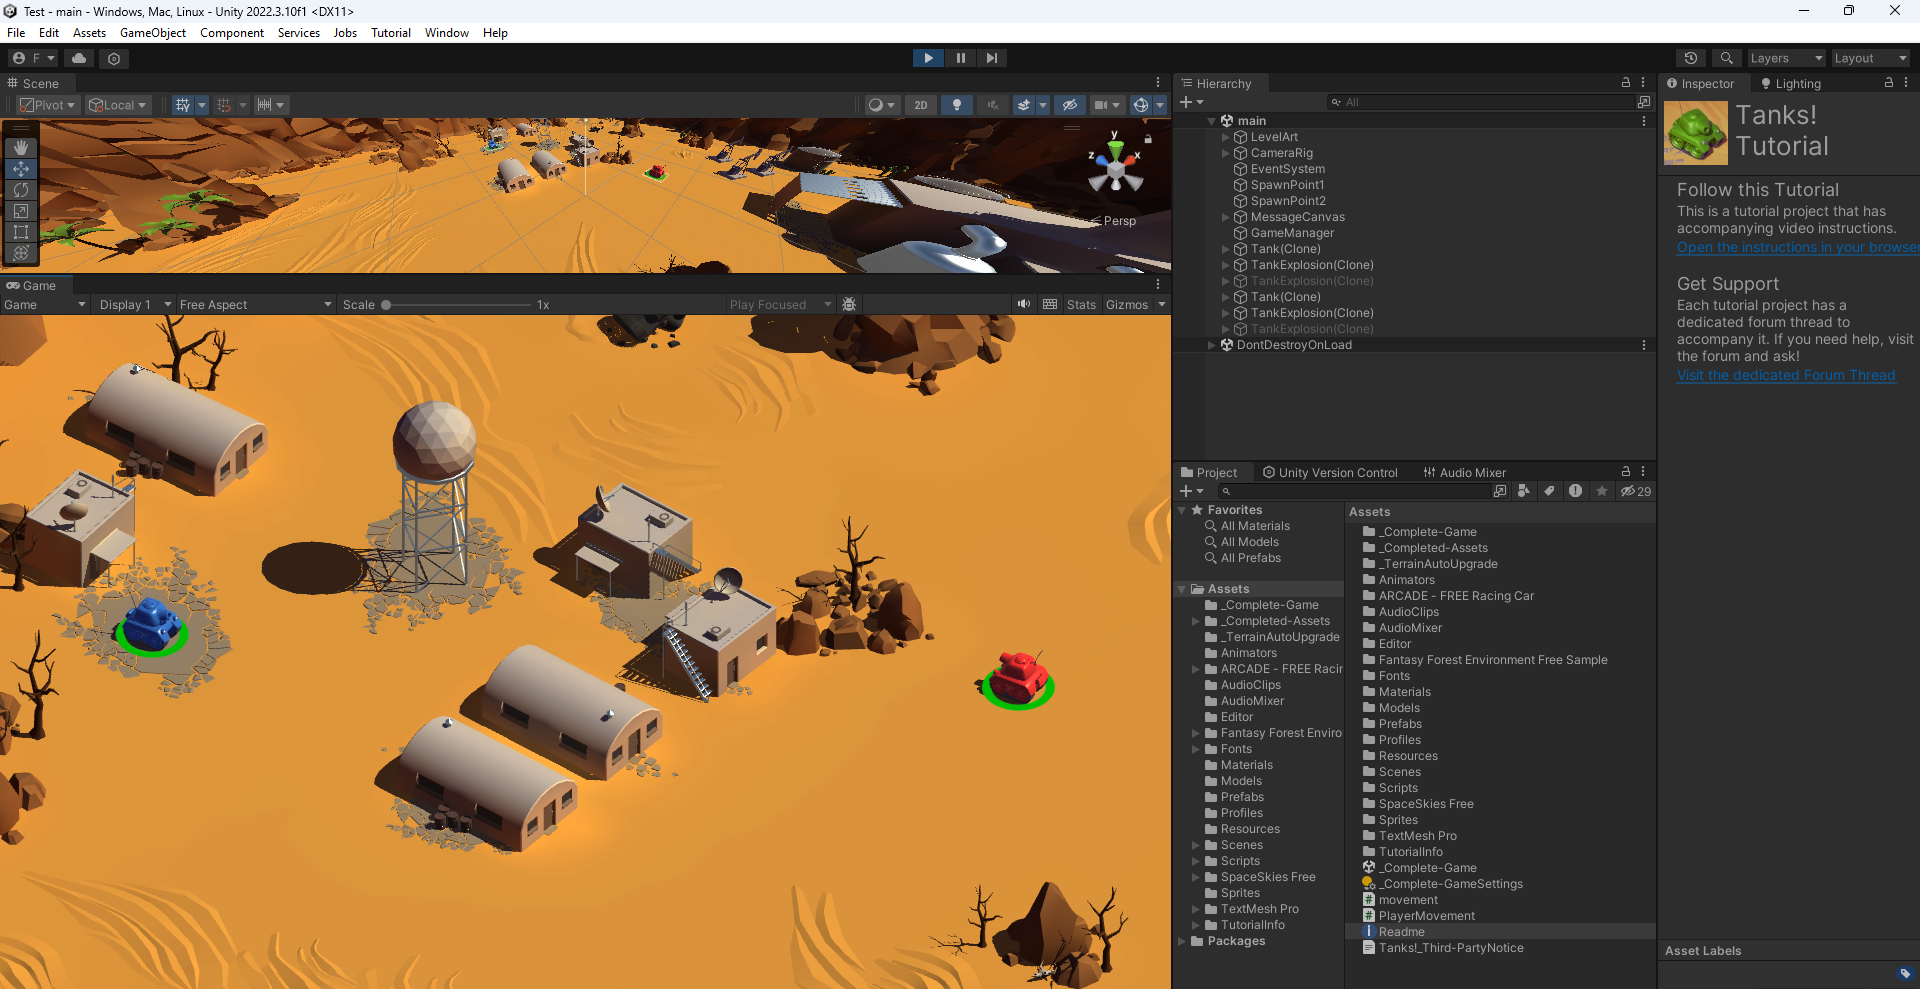 Test - main - Windows, Mac, Linux - Unity 2022.3.10f1 <DX11>
File Edit Assets GameObject Component Services Jobs Tutorial Window Help
F
Layers
Layout
Scene
Pivot
Local
2D
y
z
x
Persp
Game
Game
Display 1
Free Aspect
Scale
1x
Play Focused
Stats
Gizmos
Hierarchy
All
main
LevelArt
CameraRig
EventSystem
SpawnPoint1
SpawnPoint2
MessageCanvas
GameManager
Tank(Clone)
TankExplosion(Clone)
TankExplosion(Clone)
Tank(Clone)
TankExplosion(Clone)
TankExplosion(Clone)
DontDestroyOnLoad
Project
Unity Version Control
Audio Mixer
29
Favorites
All Materials
All Models
All Prefabs
Assets
_Complete-Game
_Completed-Assets
_TerrainAutoUpgrade
Animators
ARCADE - FREE Racir
AudioClips
AudioMixer
Editor
Fantasy Forest Enviro
Fonts
Materials
Models
Prefabs
Profiles
Resources
Scenes
Scripts
SpaceSkies Free
Sprites
TextMesh Pro
TutorialInfo
Packages
Assets
_Complete-Game
_Completed-Assets
_TerrainAutoUpgrade
Animators
ARCADE - FREE Racing Car
AudioClips
AudioMixer
Editor
Fantasy Forest Environment Free Sample
Fonts
Materials
Models
Prefabs
Profiles
Resources
Scenes
Scripts
SpaceSkies Free
Sprites
TextMesh Pro
TutorialInfo
_Complete-Game
_Complete-GameSettings
movement
PlayerMovement
Readme
Tanks!_Third-PartyNotice
Inspector
Lighting
Tanks!
Tutorial
Follow this Tutorial
This is a tutorial project that has
accompanying video instructions.
Open the instructions in your browser
Get Support
Each tutorial project has a
dedicated forum thread to
accompany it. If you need help, visit
the forum and ask!
Visit the dedicated Forum Thread
Asset Labels